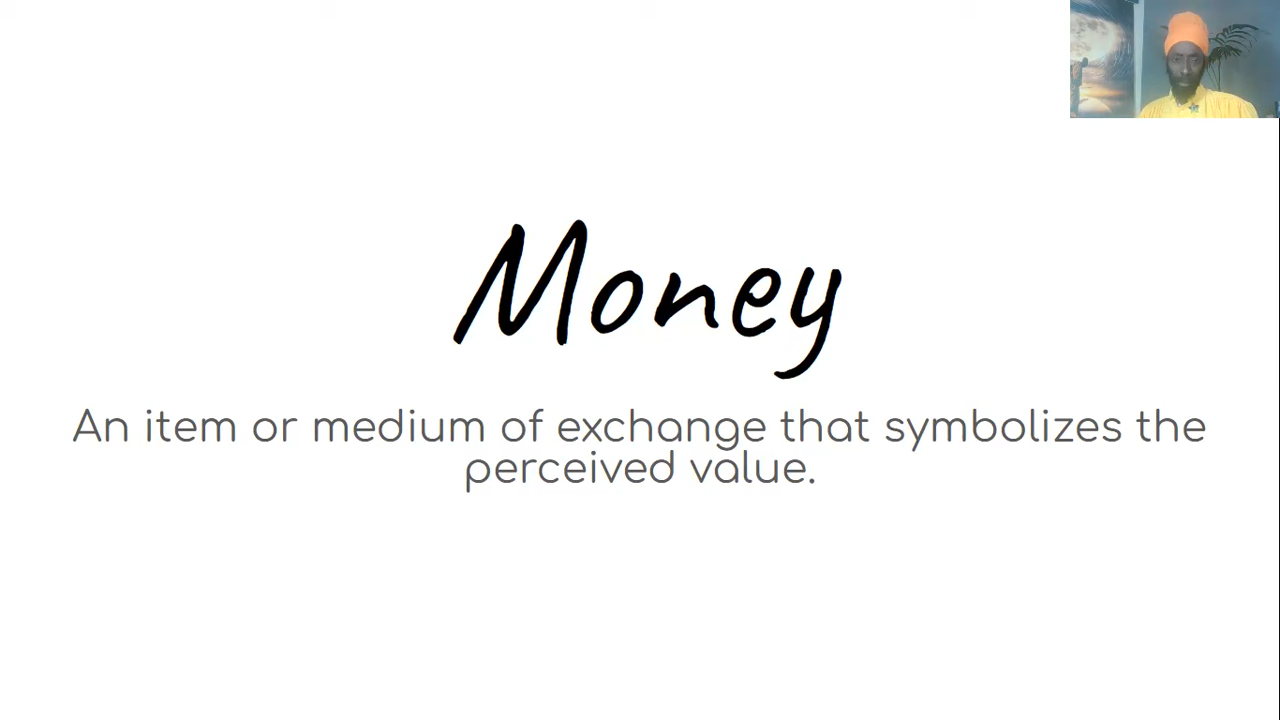 Money
An item or medium of exchange that symbolizes the
perceived value.